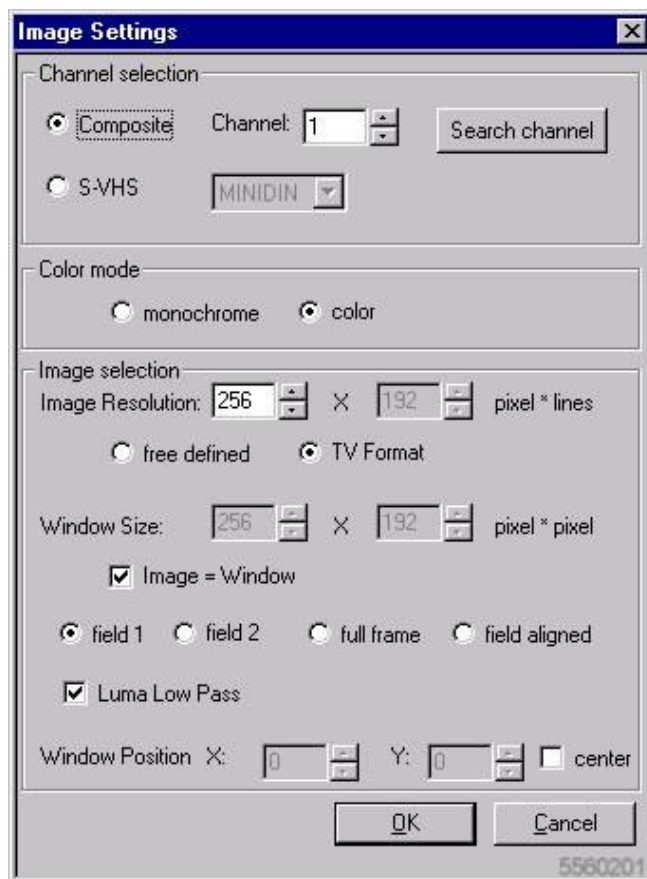 Image Settings
Channel selection
Composite Channel: 1 Search channel
S-VHS MINIDIN
Color mode
monochrome color
Image selection
Image Resolution: 256 X 192 pixel * lines
free defined TV Format
Window Size: 256 X 192 pixel * pixel
Image = Window
field 1 field 2 full frame field aligned
Luma Low Pass
Window Position X: 0 Y: 0 center
OK Cancel
5560201